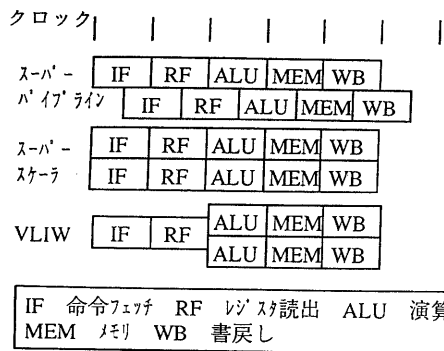 クロック
スーパー IF RF ALU MEM WB
パイプライン IF RF ALU MEM WB
スーパー IF RF ALU MEM WB
スケーラ IF RF ALU MEM WB
ALU MEM WB
VLIW IF RF
ALU MEM WB
IF 命令フェッチ RF レジスタ読出 ALU 演算
MEM メモリ WB 書戻し